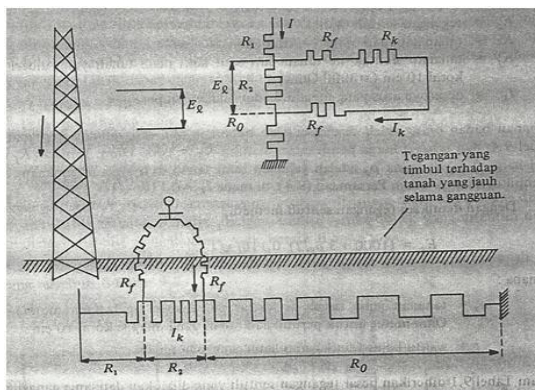 I
R₁
R_f
R_k
E_ℓ
R₂
E_ℓ
R₀
R_f
I_k
Tegangan yang
timbul terhadap
tanah yang jauh
selama gangguan.
R_f
R_f
I_k
R₁
R₂
R₀